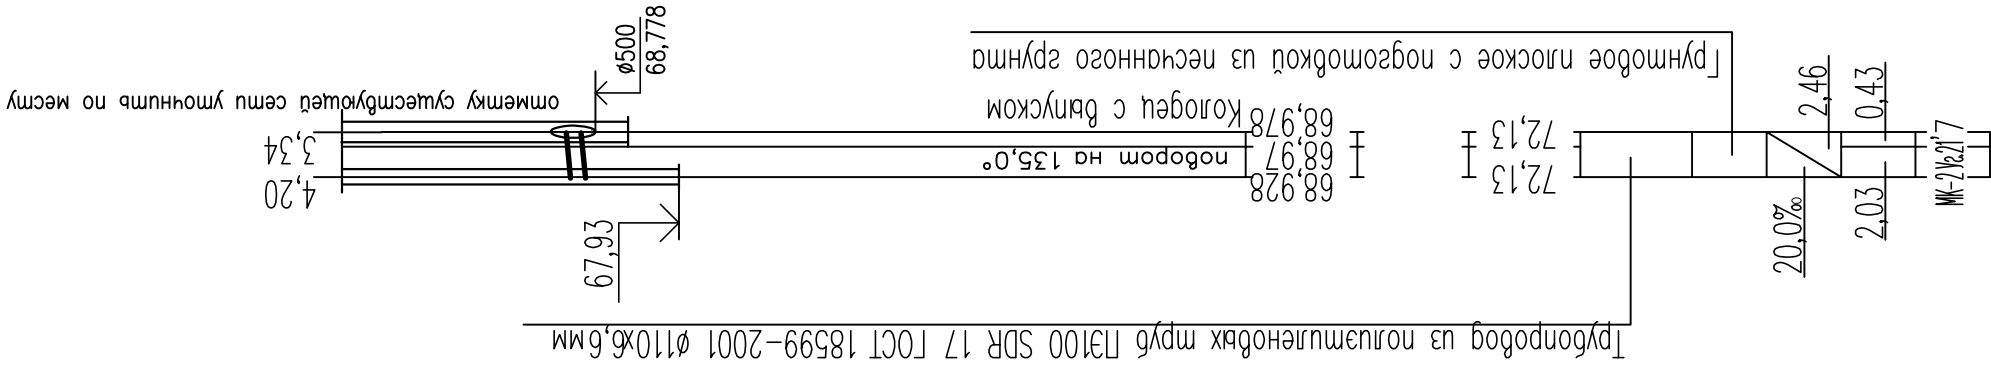 Трубопровод из полиэтиленовых труб ПЭ100 SDR 17 ГОСТ 18599-2001 ø110x6,6мм
67,93
20,0‰
2,03
4,20
68,928
72,13
поворот на 135,0°
68,97
72,13
3,34
68,978
Колодец с выпуском
2,46
0,43
отметку существующей сети уточнить по месту
Грунтовое плоское с подготовкой из песчанного грунта
ø500
68,778